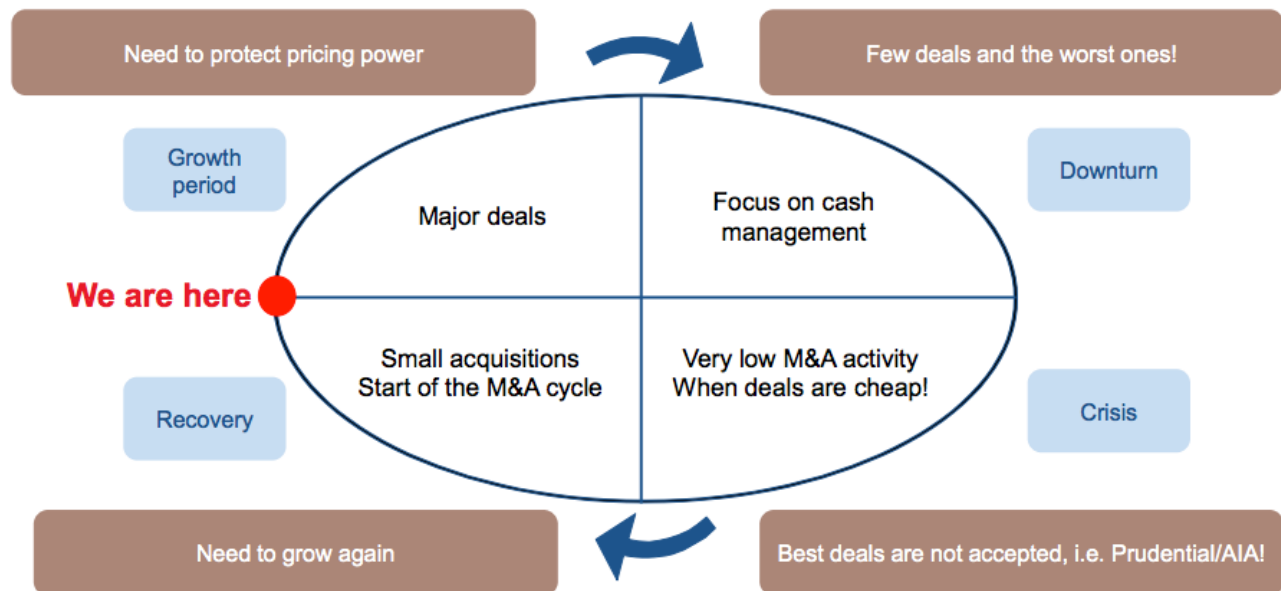 Need to protect pricing power
Few deals and the worst ones!
Growth
period
Downturn
Major deals
Focus on cash
management
We are here
Small acquisitions
Start of the M&A cycle
Very low M&A activity
When deals are cheap!
Recovery
Crisis
Need to grow again
Best deals are not accepted, i.e. Prudential/AIA!